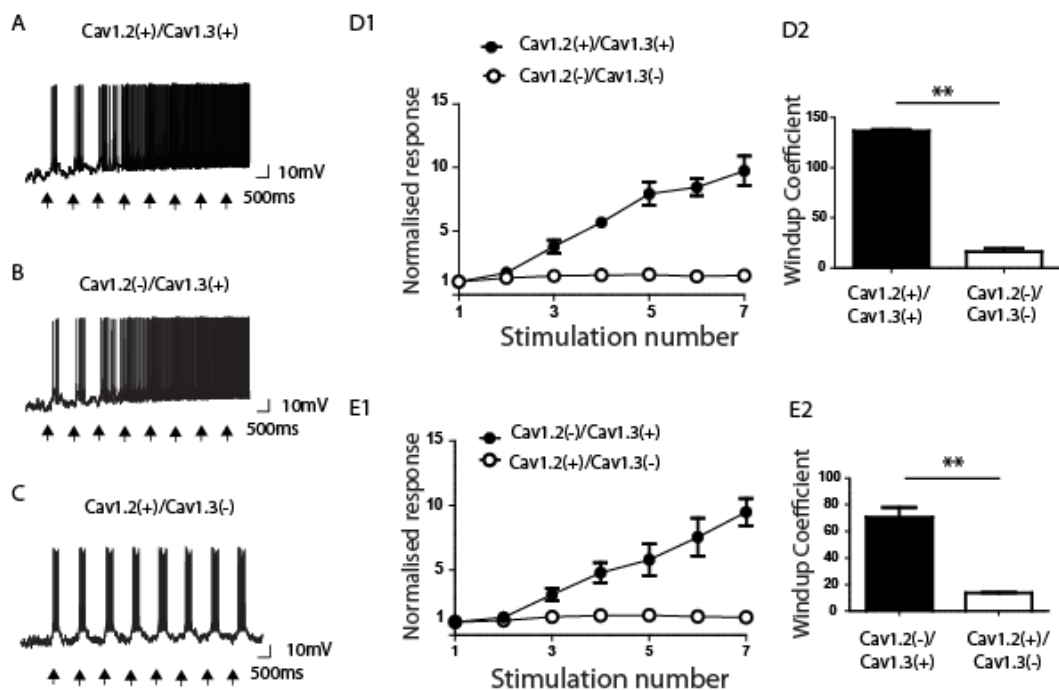 A
Cav1.2(+)/Cav1.3(+)
10mV
500ms
B
Cav1.2(-)/Cav1.3(+)
10mV
500ms
C
Cav1.2(+)/Cav1.3(-)
10mV
500ms
D1
Cav1.2(+)/Cav1.3(+)
Cav1.2(-)/Cav1.3(-)
Normalised response
15
10
5
1
1 3 5 7
Stimulation number
D2
**
Windup Coefficient
150
100
50
0
Cav1.2(+)/ Cav1.2(-)/
Cav1.3(+) Cav1.3(-)
E1
Cav1.2(-)/Cav1.3(+)
Cav1.2(+)/Cav1.3(-)
Normalised response
15
10
5
1
1 3 5 7
Stimulation number
E2
**
Windup Coefficient
100
80
60
40
20
0
Cav1.2(-)/ Cav1.2(+)/
Cav1.3(+) Cav1.3(-)